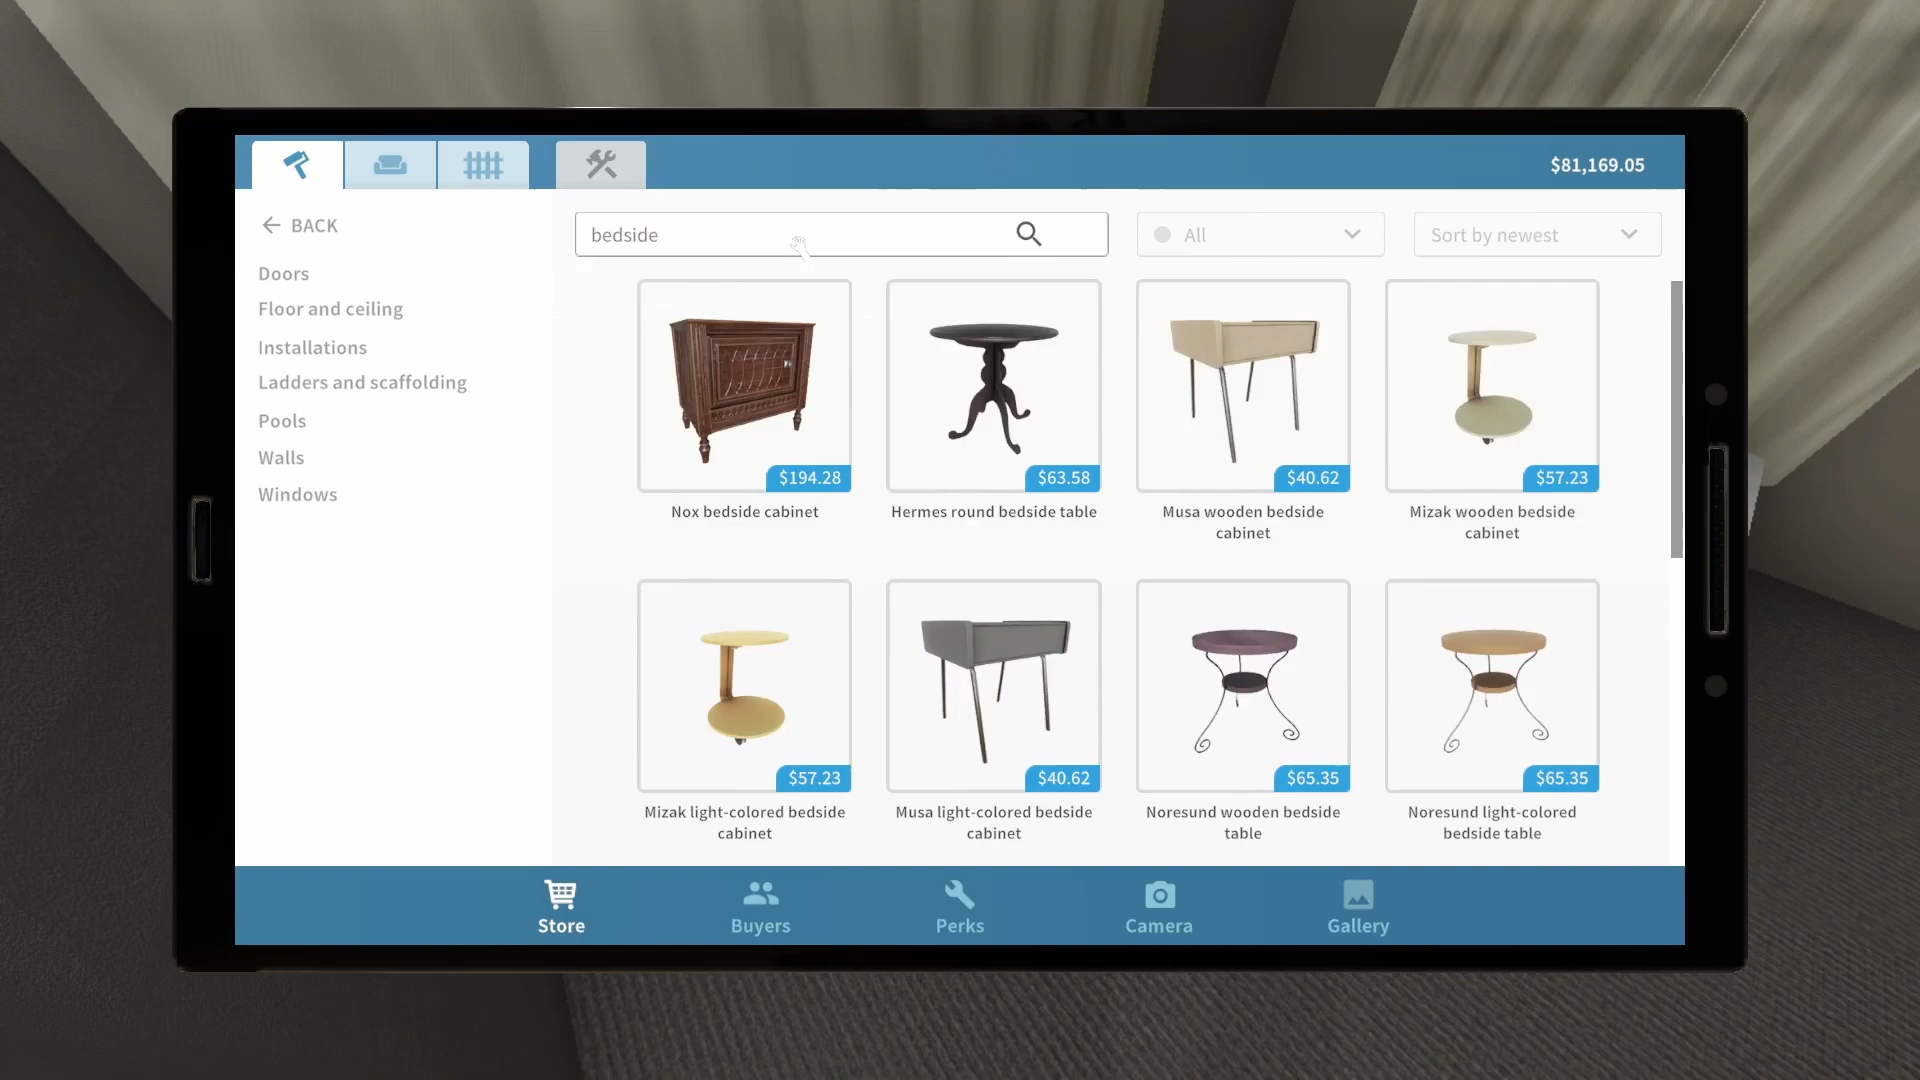 $81,169.05
BACK
bedside
All
Sort by newest
Doors
Floor and ceiling
Installations
Ladders and scaffolding
Pools
Walls
Windows
$194.28
$63.58
$40.62
$57.23
Nox bedside cabinet
Hermes round bedside table
Musa wooden bedside
cabinet
Mizak wooden bedside
cabinet
$57.23
$40.62
$65.35
$65.35
Mizak light-colored bedside
cabinet
Musa light-colored bedside
cabinet
Noresund wooden bedside
table
Noresund light-colored
bedside table
Store
Buyers
Perks
Camera
Gallery